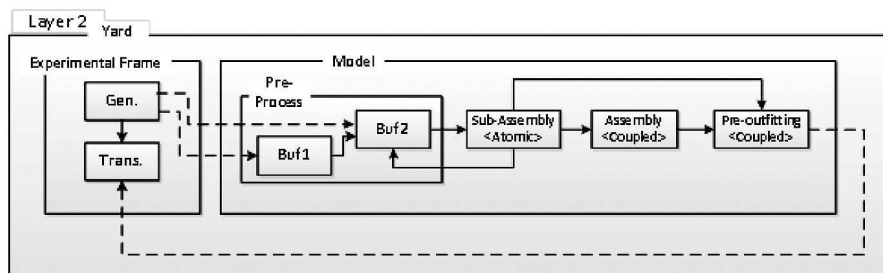 Layer 2
Yard
Experimental Frame
Model
Gen.
Trans.
Pre-
Process
Buf1
Buf2
Sub-Assembly
<Atomic>
Assembly
<Coupled>
Pre-outfitting
<Coupled>